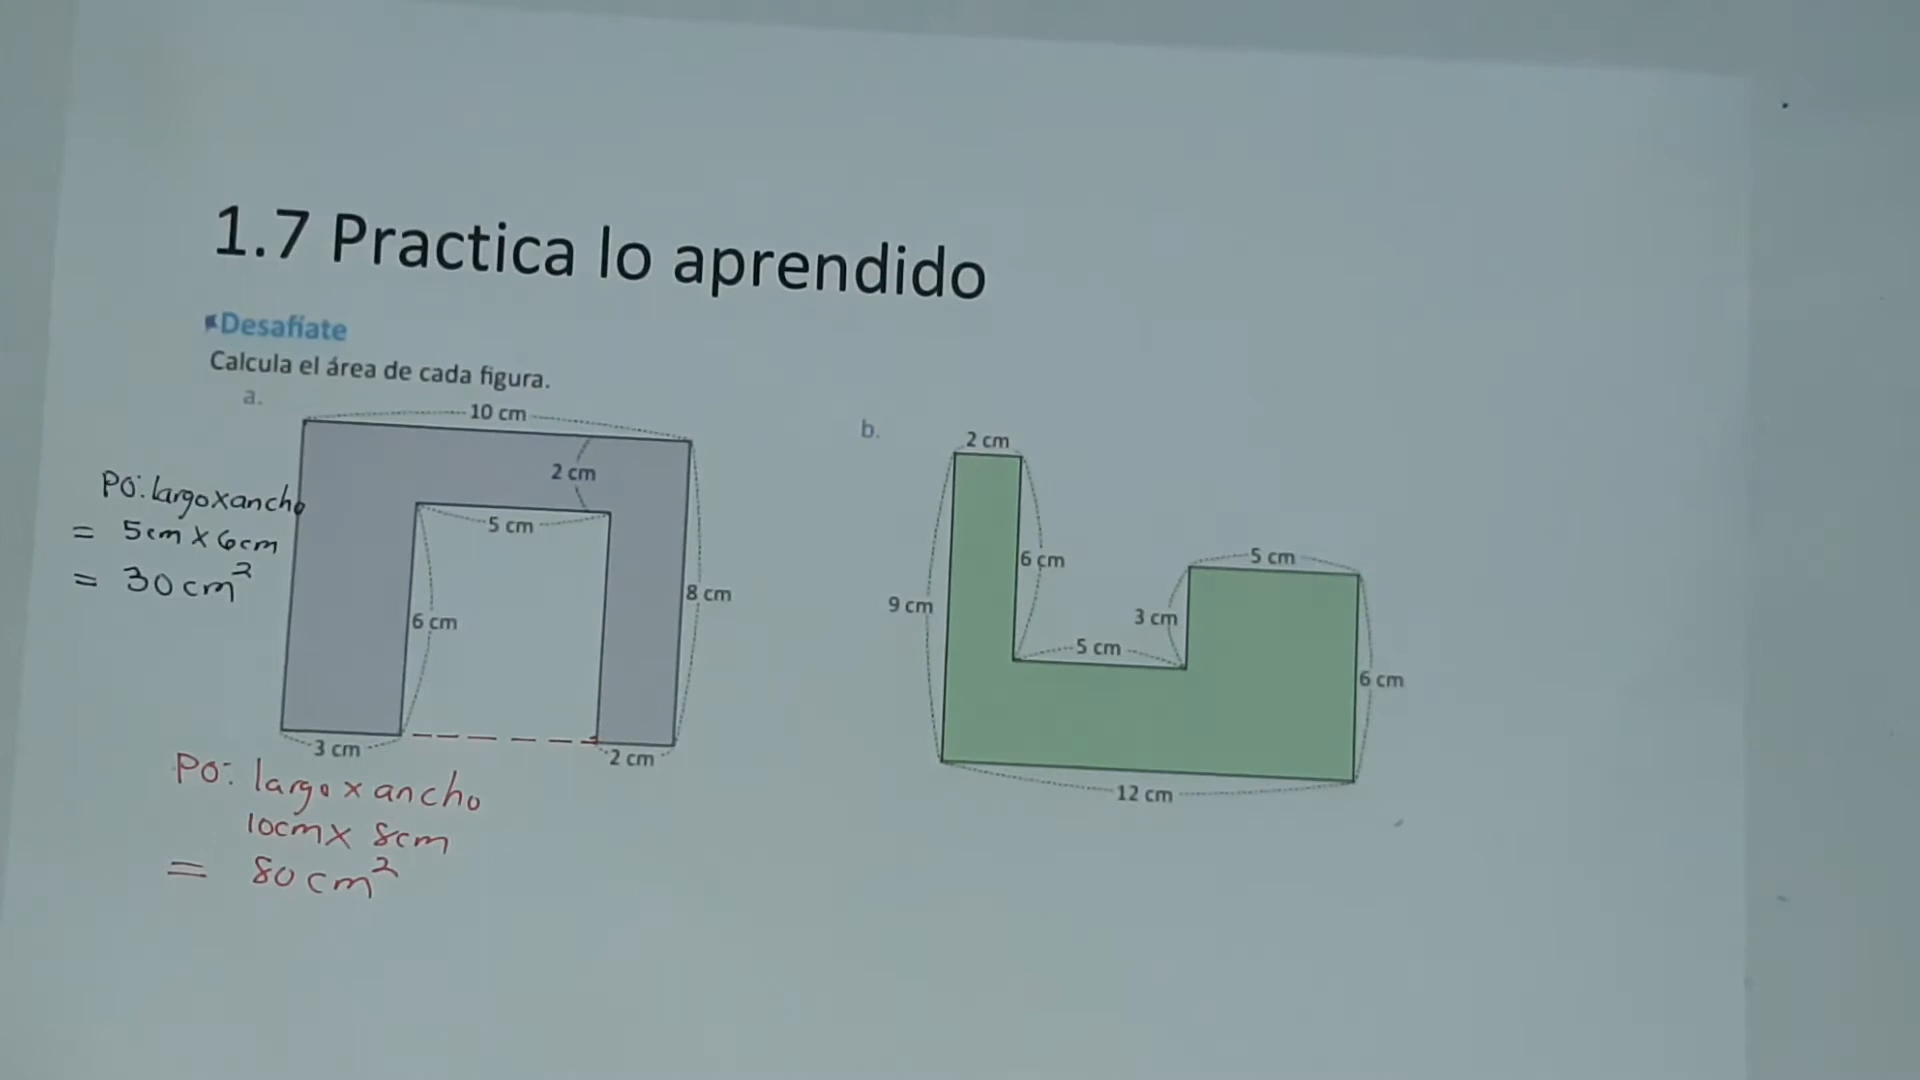 1.7 Practica lo aprendido
Desafíate
Calcula el área de cada figura.
a.
10 cm
2 cm
5 cm
6 cm
8 cm
3 cm
2 cm
PO: largo x ancho
= 5cm x 6cm
= 30 cm²
PO: largo x ancho
10cm x 8cm
= 80 cm²
b.
2 cm
6 cm
5 cm
9 cm
3 cm
5 cm
6 cm
12 cm